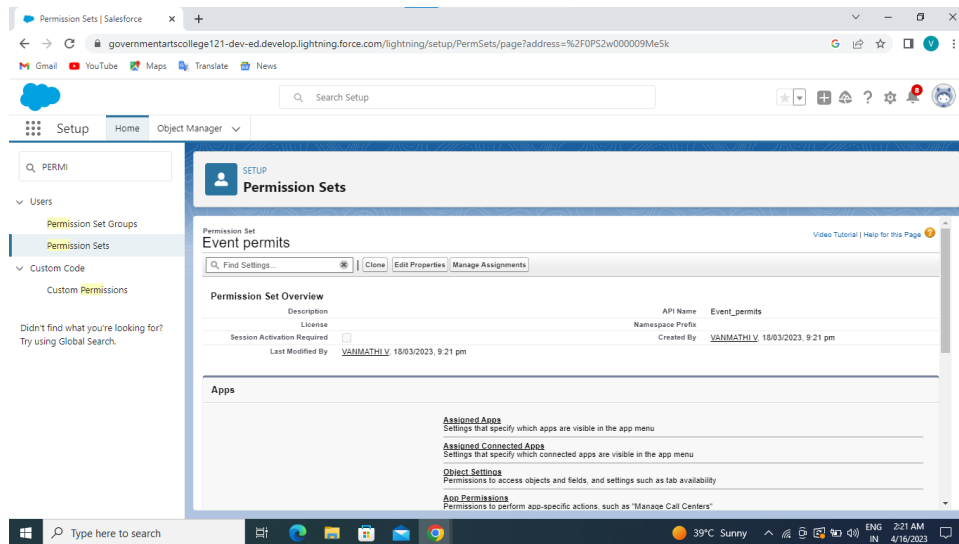 Permission Sets | Salesforce
governmentartscollege121-dev-ed.develop.lightning.force.com/lightning/setup/PermSets/page?address=%2F0PS2w000009Me5k
V
Gmail YouTube Maps Translate News
Search Setup
8
Setup Home Object Manager
PERMI
Users
Permission Set Groups
Permission Sets
Custom Code
Custom Permissions
Didn't find what you're looking for?
Try using Global Search.
SETUP
Permission Sets
Permission Set
Event permits
Video Tutorial | Help for this Page
Find Settings... Clone Edit Properties Manage Assignments
Permission Set Overview
Description API Name Event_permits
License Namespace Prefix
Session Activation Required Created By VANMATHI V, 18/03/2023, 9:21 pm
Last Modified By VANMATHI V, 18/03/2023, 9:21 pm
Apps
Assigned Apps
Settings that specify which apps are visible in the app menu
Assigned Connected Apps
Settings that specify which connected apps are visible in the app menu
Object Settings
Permissions to access objects and fields, and settings such as tab availability
App Permissions
Permissions to perform app-specific actions, such as "Manage Call Centers"
Type here to search
39°C Sunny
ENG
IN
2:21 AM
4/16/2023